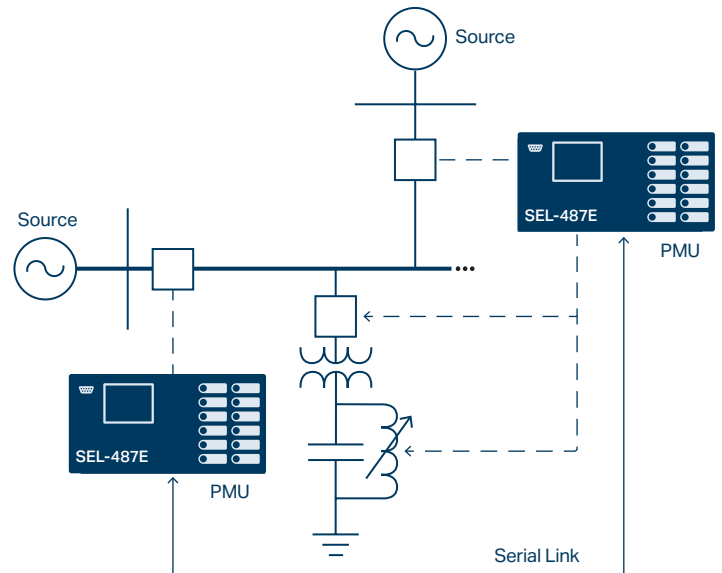 Source
SEL-487E
PMU
Source
SEL-487E
PMU
Serial Link